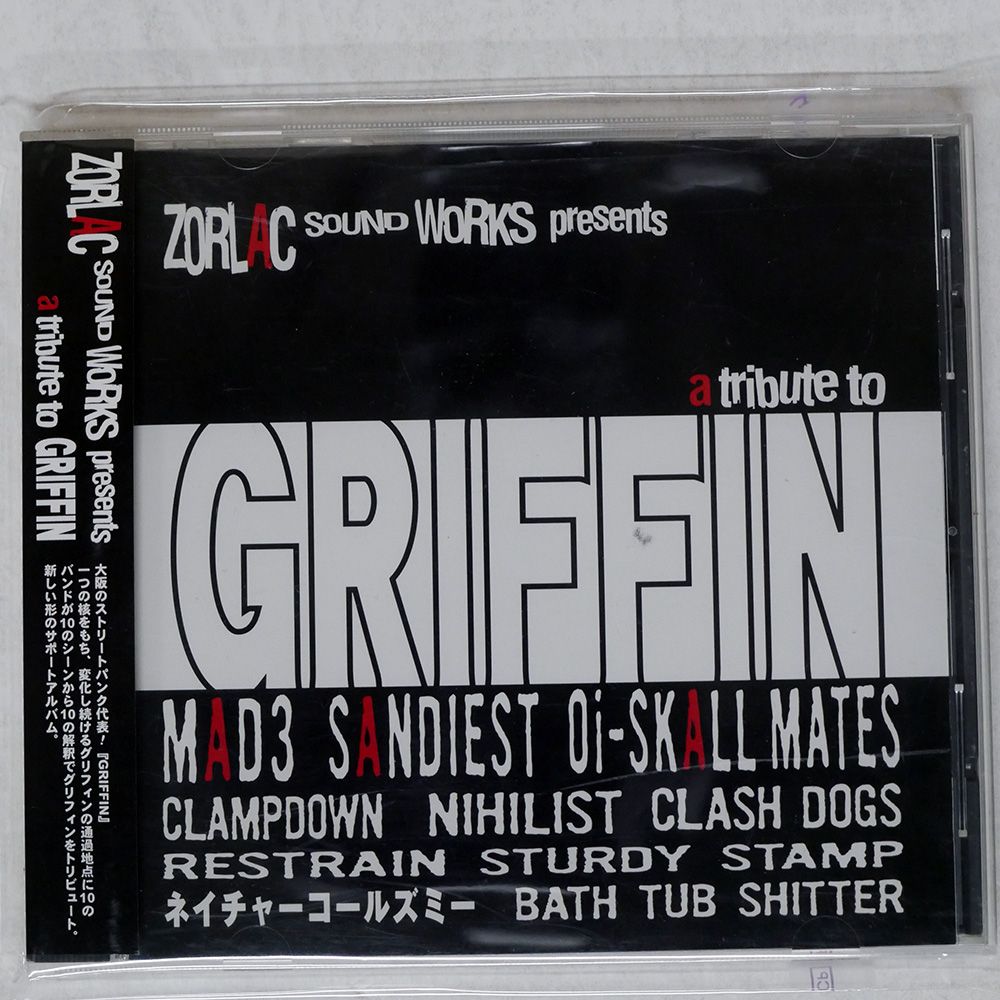 ZORLAC SOUND WORKS presents
a tribute to GRIFFIN
大阪のストリートパンク代表！『GRIFFIN』
一つの核をもち、変化し続けるグリフィンの通過地点に10の
バンドが10のシーンから10の解釈でグリフィンをトリビュート。
新しい形のサポートアルバム。
ZORLAC SOUND WORKS presents
a tribute to
GRIFFIN
MAD3 SANDIEST Oi-SKALL MATES
CLAMPDOWN NIHILIST CLASH DOGS
RESTRAIN STURDY STAMP
ネイチャーコールズミー BATH TUB SHITTER